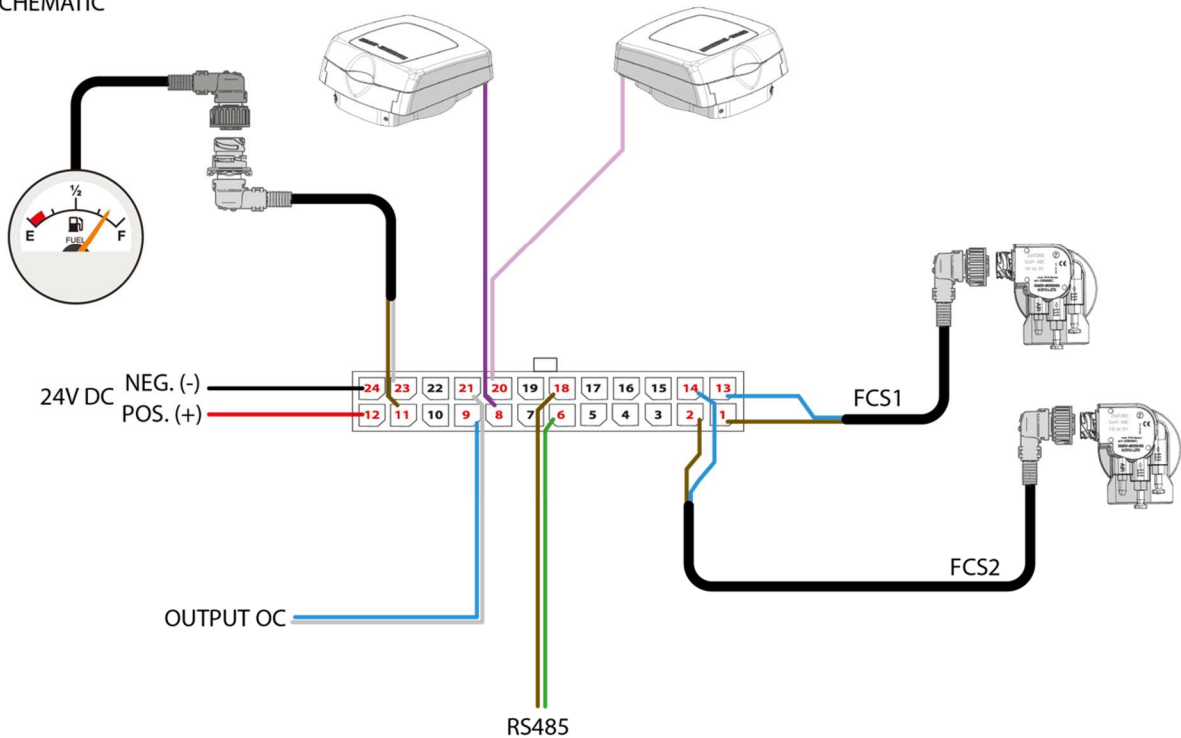 CHEMATIC
½
E
F
FUEL
24V DC
NEG. (-)
POS. (+)
24 23 22 21 20 19 18 17 16 15 14 13
12 11 10 9 8 7 6 5 4 3 2 1
FCS1
FCS2
OUTPUT OC
RS485